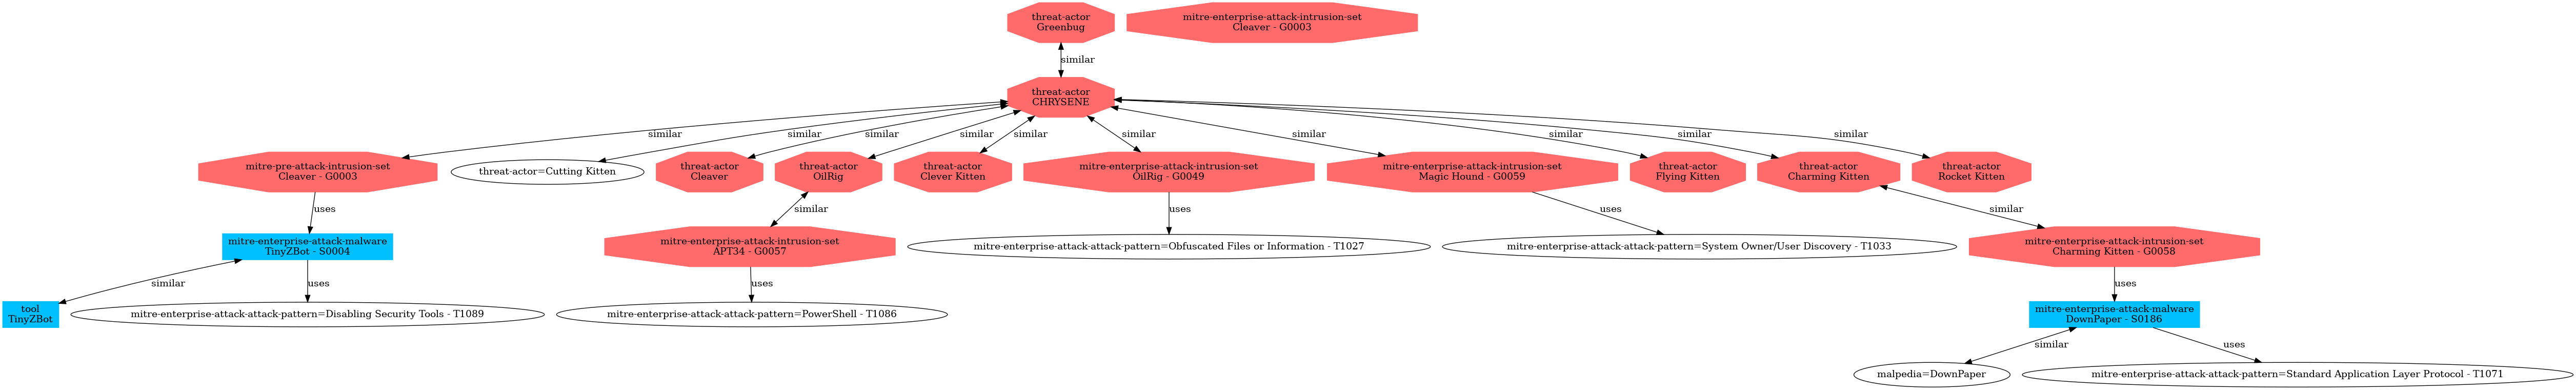 threat-actor
Greenbug
mitre-enterprise-attack-intrusion-set
Cleaver - G0003
similar
threat-actor
CHRYSENE
similar
similar
similar
similar
similar
similar
similar
similar
similar
similar
mitre-pre-attack-intrusion-set
Cleaver - G0003
threat-actor=Cutting Kitten
threat-actor
Cleaver
threat-actor
OilRig
threat-actor
Clever Kitten
mitre-enterprise-attack-intrusion-set
OilRig - G0049
mitre-enterprise-attack-intrusion-set
Magic Hound - G0059
threat-actor
Flying Kitten
threat-actor
Charming Kitten
threat-actor
Rocket Kitten
uses
similar
uses
uses
similar
mitre-enterprise-attack-malware
TinyZBot - S0004
mitre-enterprise-attack-intrusion-set
APT34 - G0057
mitre-enterprise-attack-attack-pattern=Obfuscated Files or Information - T1027
mitre-enterprise-attack-attack-pattern=System Owner/User Discovery - T1033
mitre-enterprise-attack-intrusion-set
Charming Kitten - G0058
similar
uses
uses
uses
tool
TinyZBot
mitre-enterprise-attack-attack-pattern=Disabling Security Tools - T1089
mitre-enterprise-attack-attack-pattern=PowerShell - T1086
mitre-enterprise-attack-malware
DownPaper - S0186
similar
uses
malpedia=DownPaper
mitre-enterprise-attack-attack-pattern=Standard Application Layer Protocol - T1071